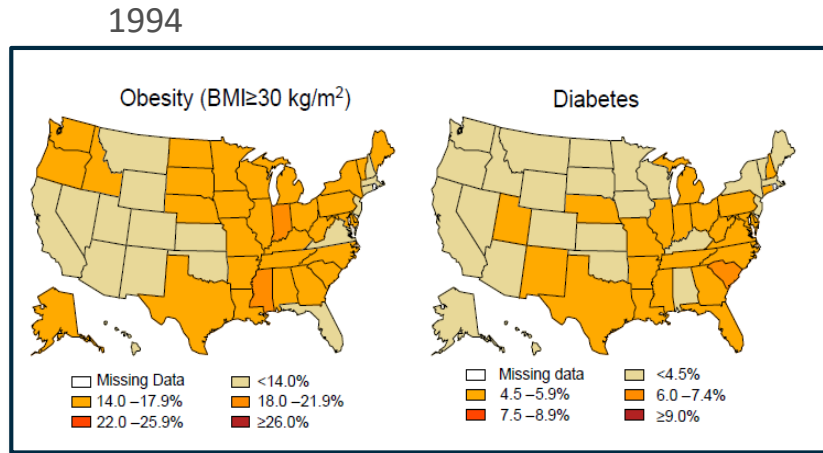 1994
Obesity (BMI≥30 kg/m²)
Diabetes
Missing Data
<14.0%
14.0 –17.9%
18.0 –21.9%
22.0 –25.9%
≥26.0%
Missing data
<4.5%
4.5 –5.9%
6.0 –7.4%
7.5 –8.9%
≥9.0%